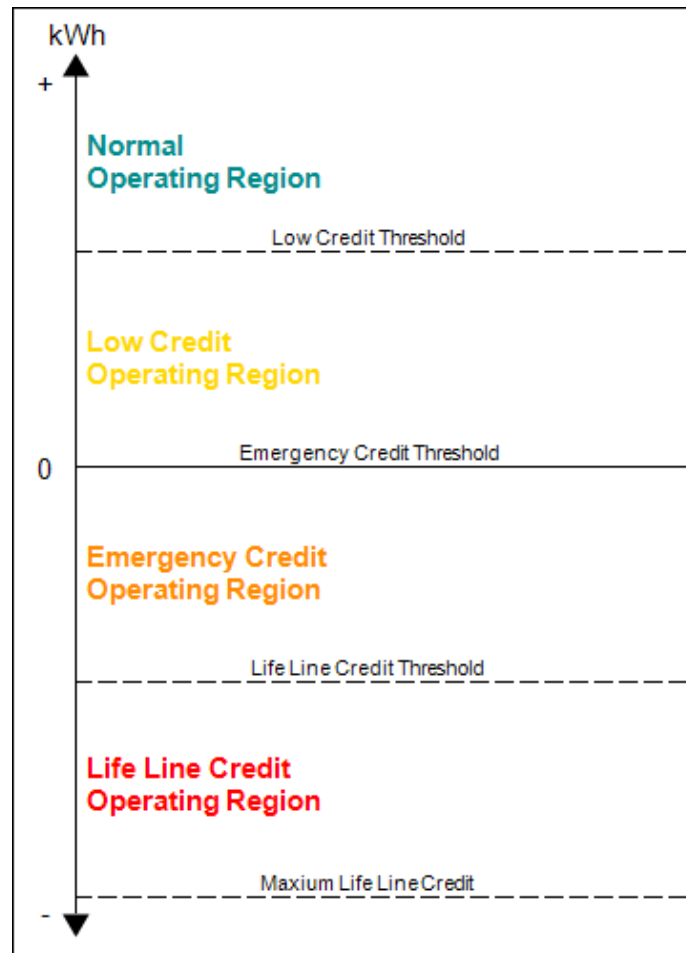 kWh
+
Normal
Operating Region
Low Credit Threshold
Low Credit
Operating Region
Emergency Credit Threshold
0
Emergency Credit
Operating Region
Life Line Credit Threshold
Life Line Credit
Operating Region
Maxium Life Line Credit
-